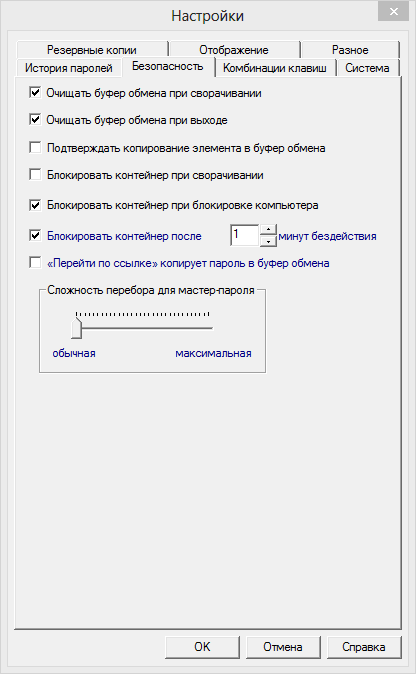 Настройки
Резервные копии Отображение Разное
История паролей Безопасность Комбинации клавиш Система
Очищать буфер обмена при сворачивании
Очищать буфер обмена при выходе
Подтверждать копирование элемента в буфер обмена
Блокировать контейнер при сворачивании
Блокировать контейнер при блокировке компьютера
Блокировать контейнер после 1 минут бездействия
«Перейти по ссылке» копирует пароль в буфер обмена
Сложность перебора для мастер-пароля
обычная максимальная
OK Отмена Справка